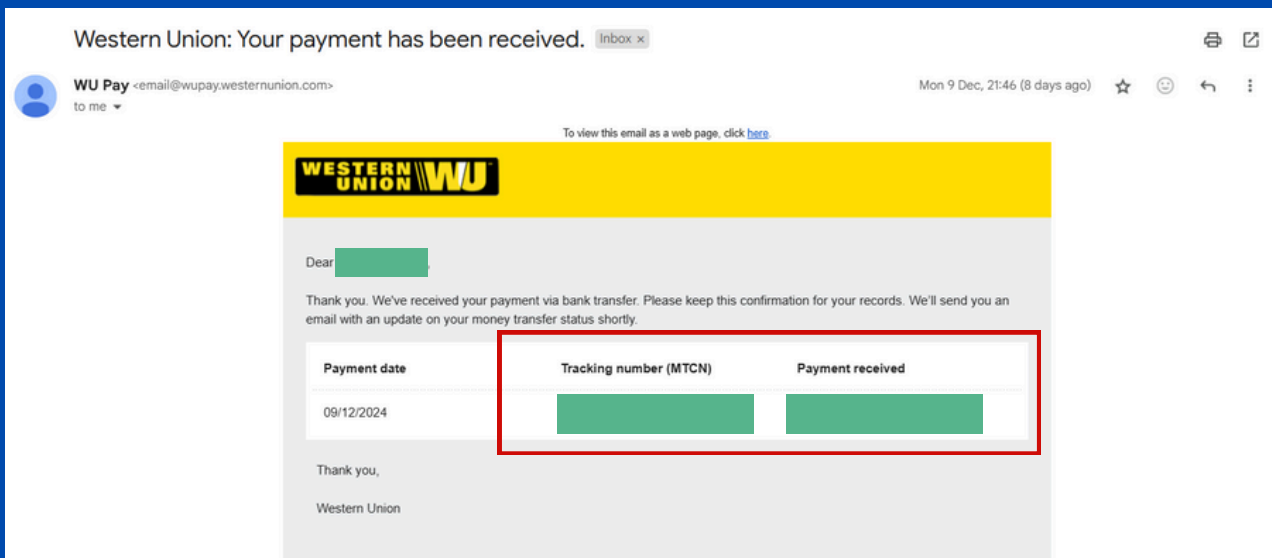 Western Union: Your payment has been received. Inbox ×
WU Pay <email@wupay.westernunion.com> Mon 9 Dec, 21:46 (8 days ago)
to me
To view this email as a web page, click here.
WESTERN UNION WU
Dear ,
Thank you. We've received your payment via bank transfer. Please keep this confirmation for your records. We'll send you an
email with an update on your money transfer status shortly.
Payment date Tracking number (MTCN) Payment received
09/12/2024
Thank you,
Western Union